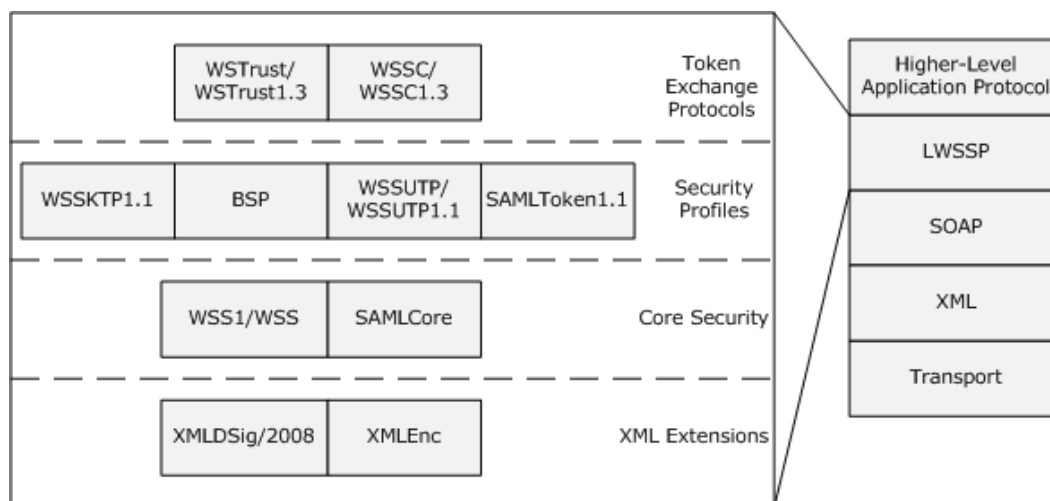 WSTrust/
WSTrust1.3
WSSC/
WSSC1.3
Token
Exchange
Protocols
WSSKTP1.1
BSP
WSSUTP/
WSSUTP1.1
SAMLToken1.1
Security
Profiles
WSS1/WSS
SAMLCore
Core Security
XMLDSig/2008
XMLEnc
XML Extensions
Higher-Level
Application Protocol
LWSSP
SOAP
XML
Transport